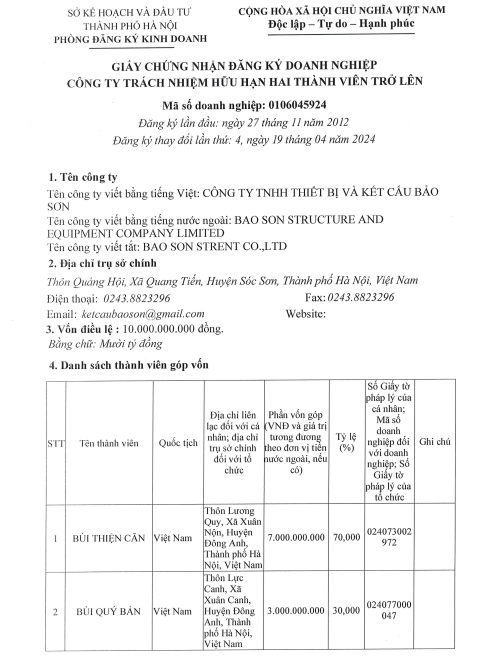 SỞ KẾ HOẠCH VÀ ĐẦU TƯ
THÀNH PHỐ HÀ NỘI
PHÒNG ĐĂNG KÝ KINH DOANH
CỘNG HÒA XÃ HỘI CHỦ NGHĨA VIỆT NAM
Độc lập – Tự do – Hạnh phúc
GIẤY CHỨNG NHẬN ĐĂNG KÝ DOANH NGHIỆP
CÔNG TY TRÁCH NHIỆM HỮU HẠN HAI THÀNH VIÊN TRỞ LÊN
Mã số doanh nghiệp: 0106045924
Đăng ký lần đầu: ngày 27 tháng 11 năm 2012
Đăng ký thay đổi lần thứ: 4, ngày 19 tháng 04 năm 2024
1. Tên công ty
Tên công ty viết bằng tiếng Việt: CÔNG TY TNHH THIẾT BỊ VÀ KẾT CẤU BẢO
SƠN
Tên công ty viết bằng tiếng nước ngoài: BAO SON STRUCTURE AND
EQUIPMENT COMPANY LIMITED
Tên công ty viết tắt: BAO SON STRENT CO.,LTD
2. Địa chỉ trụ sở chính
Thôn Quảng Hội, Xã Quang Tiến, Huyện Sóc Sơn, Thành phố Hà Nội, Việt Nam
Điện thoại: 0243.8823296 Fax: 0243.8823296
Email: ketcaubaoson@gmail.com Website:
3. Vốn điều lệ : 10.000.000.000 đồng.
Bằng chữ: Mười tỷ đồng
4. Danh sách thành viên góp vốn
STT
Tên thành viên
Quốc tịch
Địa chỉ liên
lạc đối với cá
nhân; địa chỉ
trụ sở chính
đối với tổ
chức
Phần vốn góp
(VNĐ và giá trị
tương đương
theo đơn vị tiền
nước ngoài, nếu
có)
Tỷ lệ
(%)
Số Giấy tờ
pháp lý của
cá nhân;
Mã số
doanh
nghiệp đối
với doanh
nghiệp; Số
Giấy tờ
pháp lý của
tổ chức
Ghi chú
1
BÙI THIỆN CĂN
Việt Nam
Thôn Lương
Quy, Xã Xuân
Nộn, Huyện
Đông Anh,
Thành phố Hà
Nội, Việt Nam
7.000.000.000
70,000
024073002
972
2
BÙI QUÝ BẢN
Việt Nam
Thôn Lực
Canh, Xã
Xuân Canh,
Huyện Đông
Anh, Thành
phố Hà Nội,
Việt Nam
3.000.000.000
30,000
024077000
047